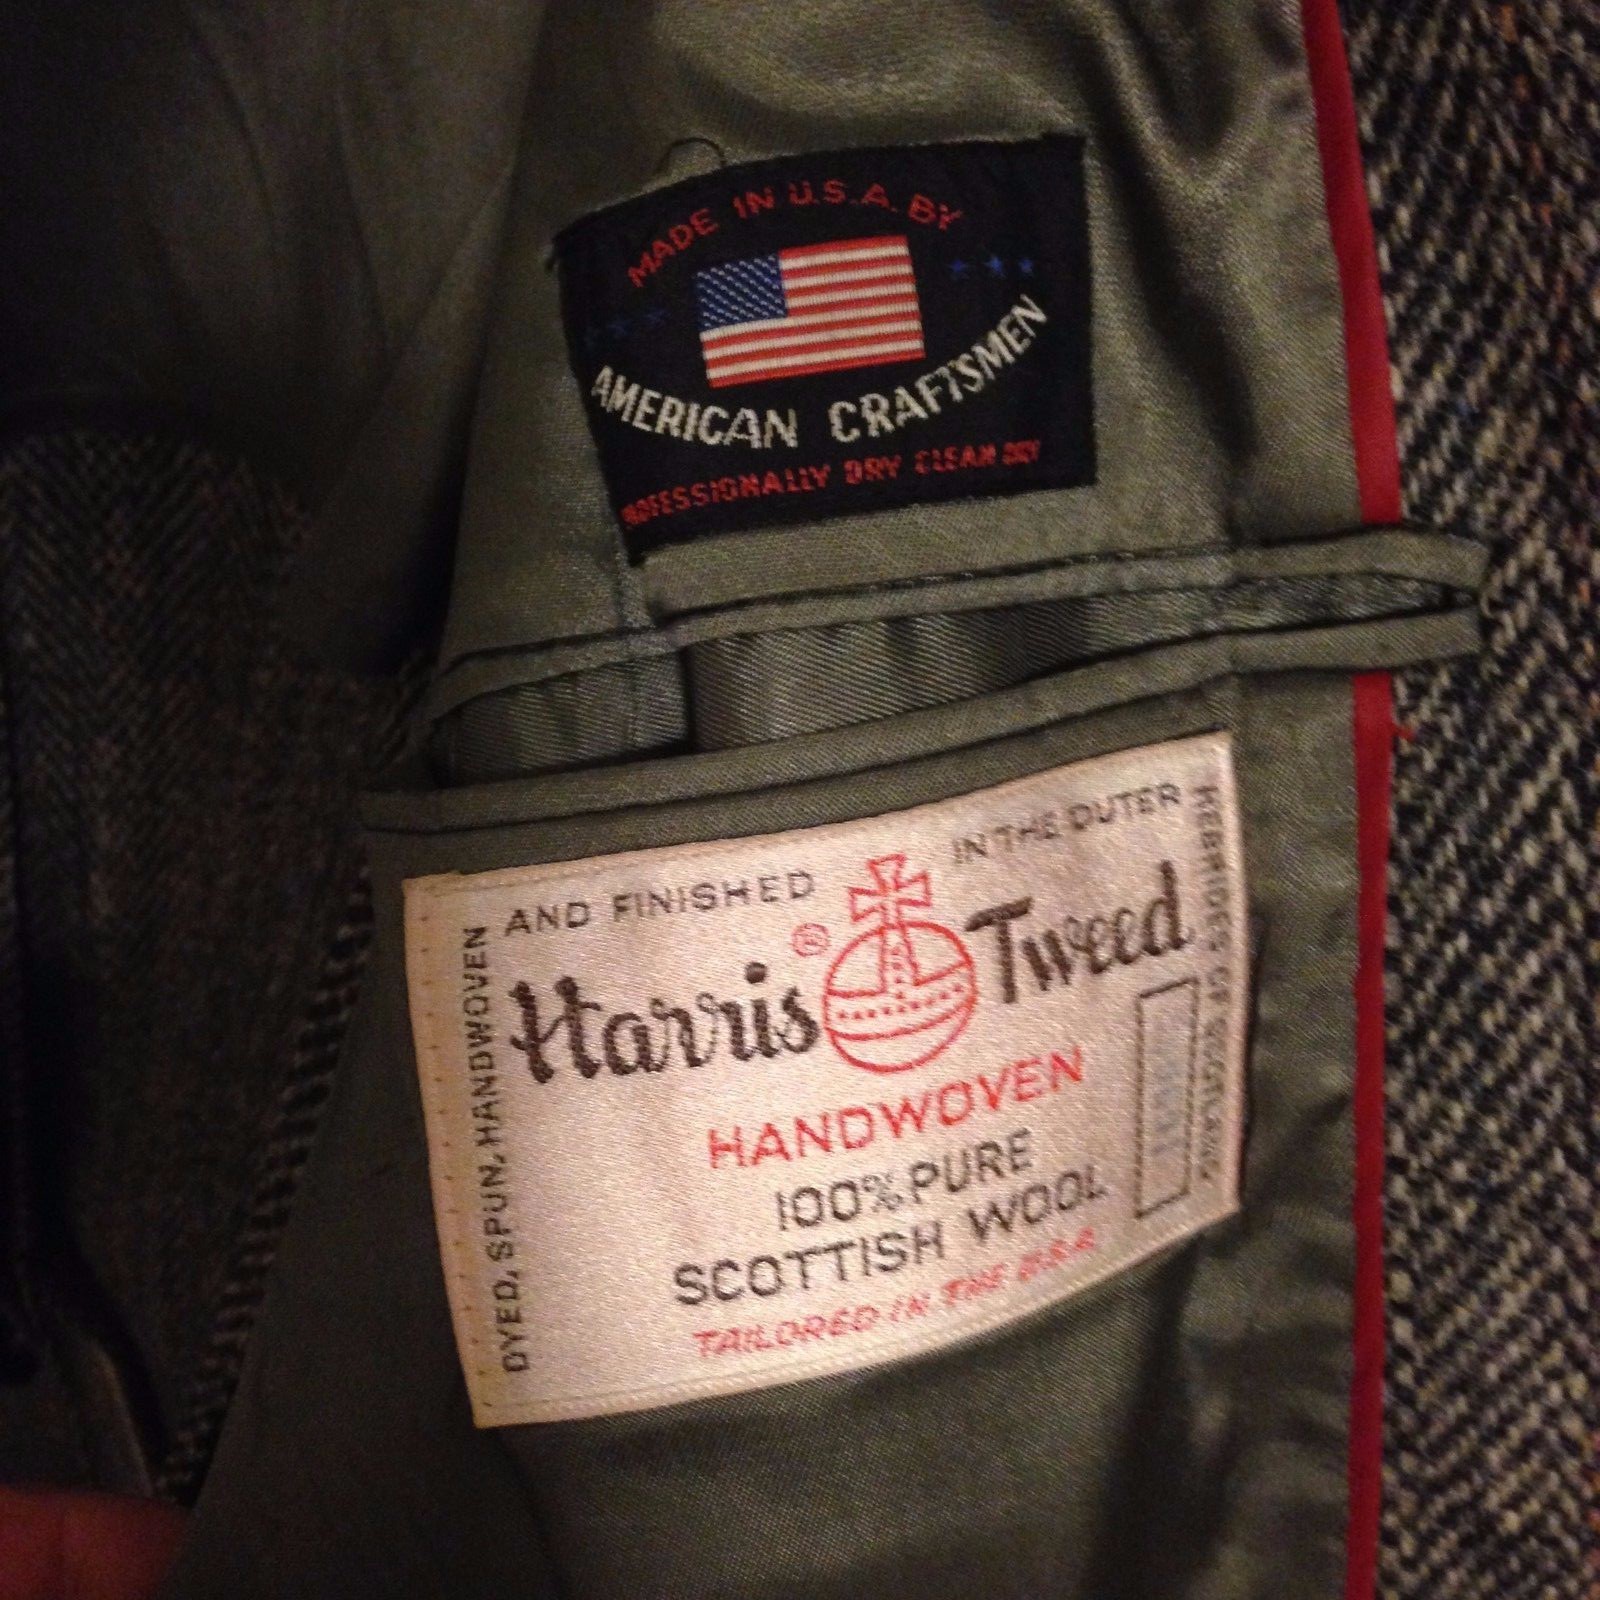 MADE IN U.S.A. BY
AMERICAN CRAFTSMEN
PROFESSIONALLY DRY CLEAN ONLY
DYED, SPUN, HANDWOVEN
AND FINISHED
IN THE OUTER
HEBRIDES OF SCOTLAND
Harris ® Tweed
HANDWOVEN
100% PURE
SCOTTISH WOOL
TAILORED IN THE USA